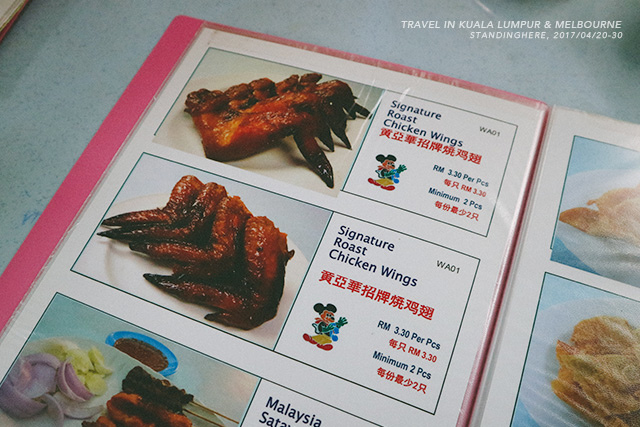 TRAVEL IN KUALA LUMPUR & MELBOURNE
STANDINGHERE, 2017/04/20-30
Signature
Roast
Chicken Wings
WA01
黄亞華招牌燒鸡翅
RM 3.30 Per Pcs
每只 RM 3.30
Minimum 2 Pcs
每份最少2只
Signature
Roast
Chicken Wings
WA01
黄亞華招牌燒鸡翅
RM 3.30 Per Pcs
每只 RM 3.30
Minimum 2 Pcs
每份最少2只
Malaysia
Satay